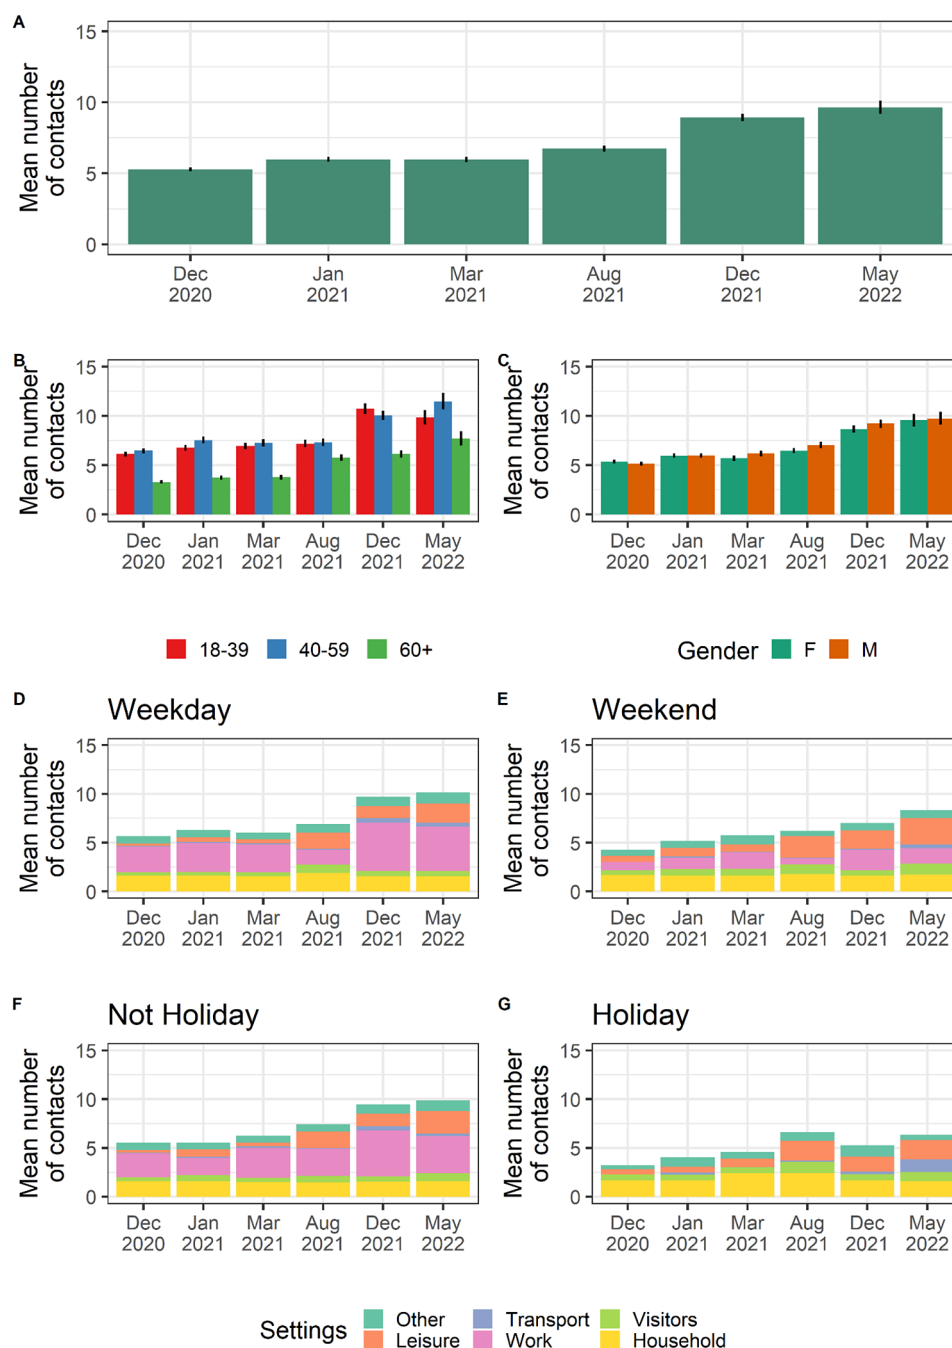 A
Mean number
of contacts
15
10
5
0
Dec Jan Mar Aug Dec May
2020 2021 2021 2021 2021 2022
B
Mean number
of contacts
15
10
5
0
Dec Jan Mar Aug Dec May
2020 2021 2021 2021 2021 2022
18-39 40-59 60+
C
Mean number
of contacts
15
10
5
0
Dec Jan Mar Aug Dec May
2020 2021 2021 2021 2021 2022
Gender F M
D
Weekday
Mean number
of contacts
15
10
5
0
Dec Jan Mar Aug Dec May
2020 2021 2021 2021 2021 2022
E
Weekend
Mean number
of contacts
15
10
5
0
Dec Jan Mar Aug Dec May
2020 2021 2021 2021 2021 2022
F
Not Holiday
Mean number
of contacts
15
10
5
0
Dec Jan Mar Aug Dec May
2020 2021 2021 2021 2021 2022
G
Holiday
Mean number
of contacts
15
10
5
0
Dec Jan Mar Aug Dec May
2020 2021 2021 2021 2021 2022
Settings
Other Transport Visitors
Leisure Work Household